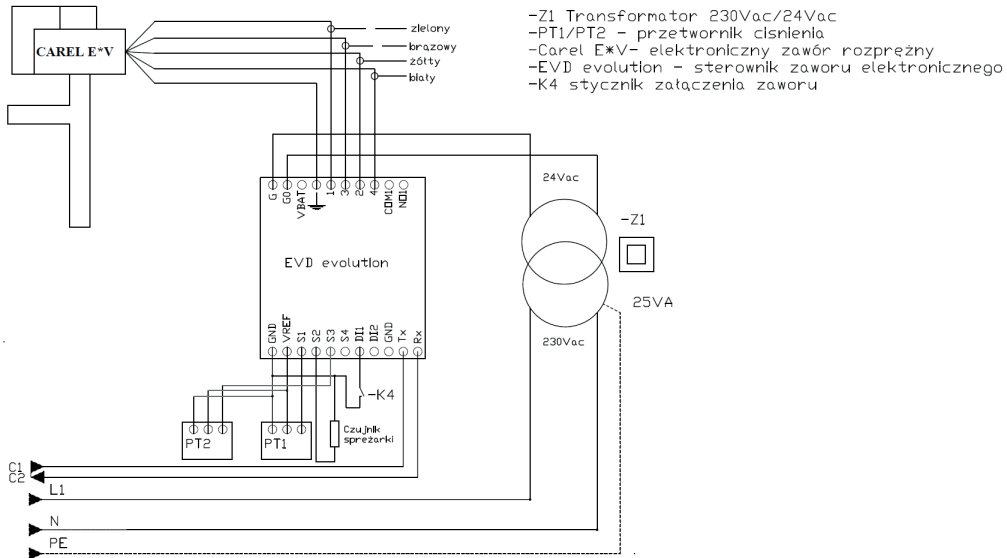 CAREL E*V
zielony
brązowy
żółty
biały
-Z1 Transformator 230Vac/24Vac
-PT1/PT2 - przetwornik cisnienia
-Carel E*V- elektroniczny zawór rozprężny
-EVD evolution - sterownik zaworu elektronicznego
-K4 stycznik załączenia zaworu
G
G0
VBAT
1
3
2
4
COM1
NO1
EVD evolution
GND
VREF
S1
S2
S3
S4
DI1
DI2
GND
Tx
Rx
24Vac
-Z1
25VA
230Vac
-K4
Czujnik
sprężarki
PT2
PT1
C1
C2
L1
N
PE